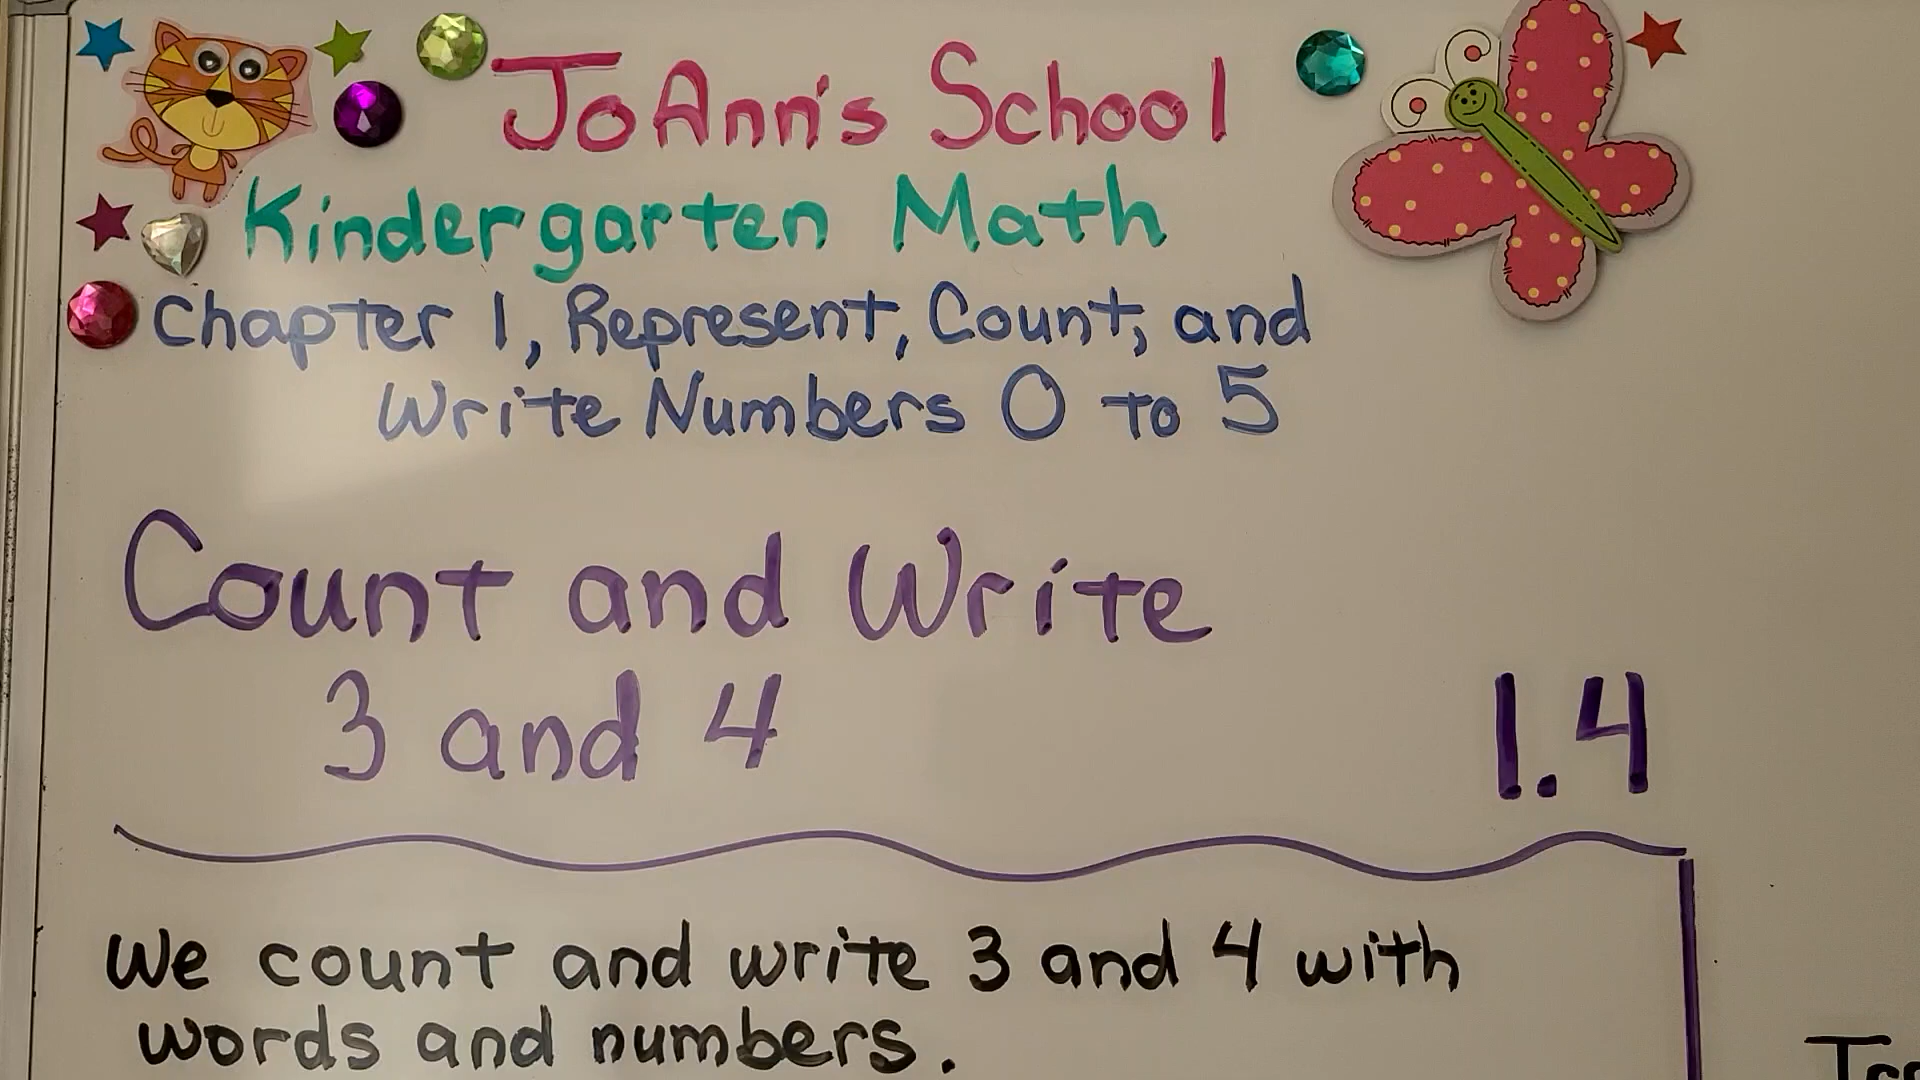 JoAnn's School
Kindergarten Math
Chapter 1, Represent, Count, and
Write Numbers 0 to 5
Count and Write
3 and 4
1.4
We count and write 3 and 4 with
words and numbers.